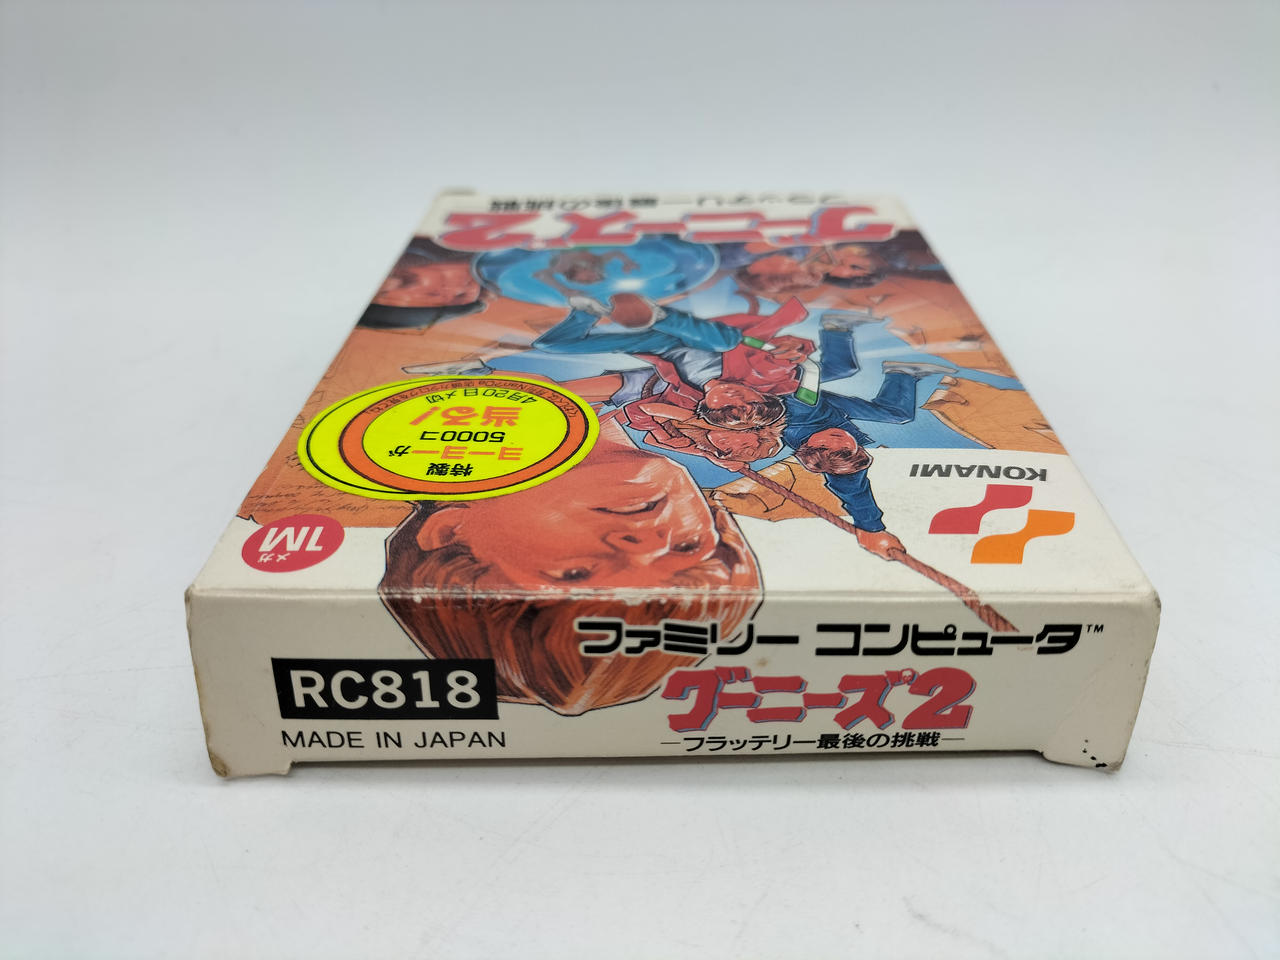 フラッテリー最後の挑戦
グーニーズ2
特製
ヨーヨーが
5000コ
当る!
4月20日〆切
KONAMI
メガ
1M
ファミリー コンピュータ™
グーニーズ2
—フラッテリー最後の挑戦—
RC818
MADE IN JAPAN